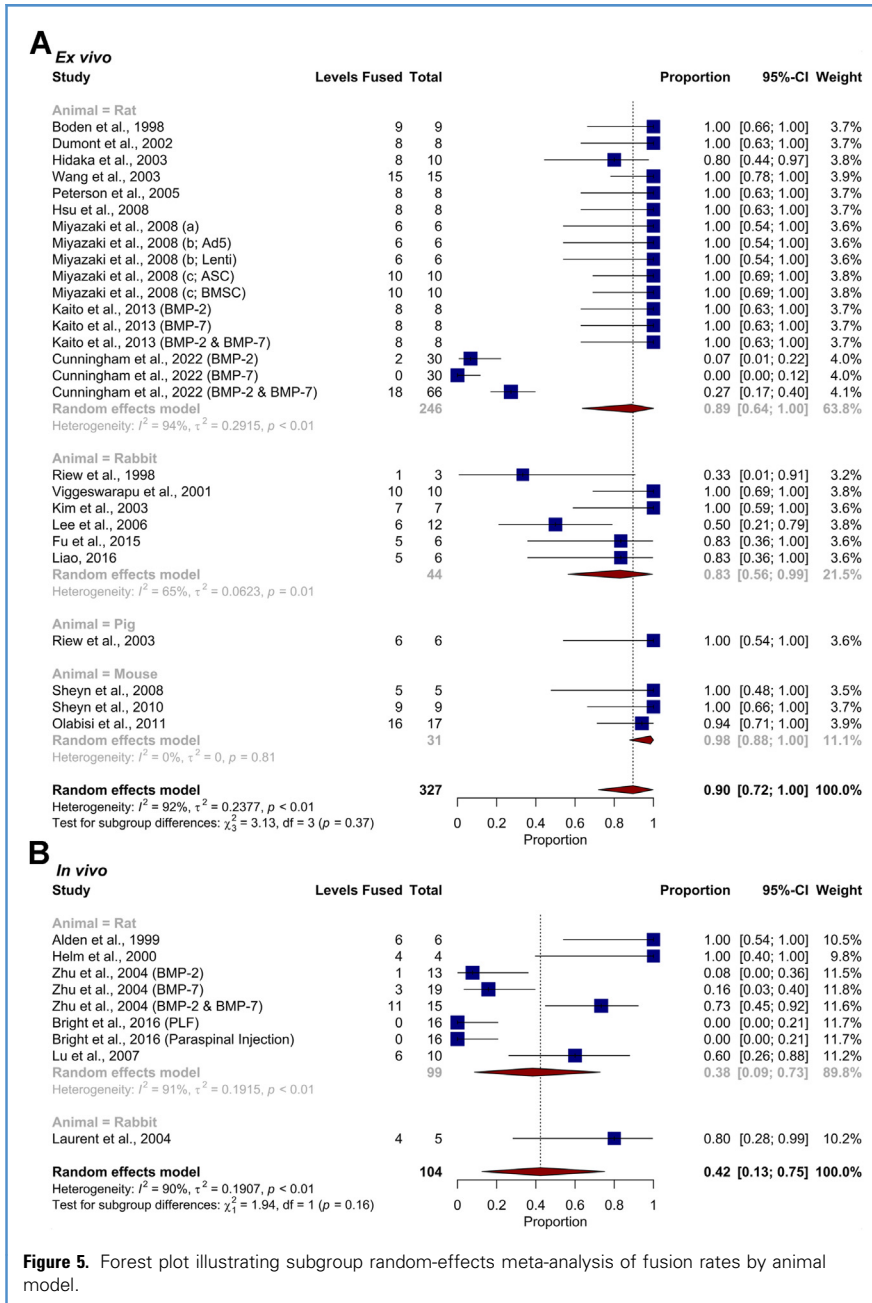 A Ex vivo
Study Levels Fused Total Proportion 95%-CI Weight
Animal = Rat
Boden et al., 1998 9 9 1.00 [0.66; 1.00] 3.7%
Dumont et al., 2002 8 8 1.00 [0.63; 1.00] 3.7%
Hidaka et al., 2003 8 10 0.80 [0.44; 0.97] 3.8%
Wang et al., 2003 15 15 1.00 [0.78; 1.00] 3.9%
Peterson et al., 2005 8 8 1.00 [0.63; 1.00] 3.7%
Hsu et al., 2008 8 8 1.00 [0.63; 1.00] 3.7%
Miyazaki et al., 2008 (a) 6 6 1.00 [0.54; 1.00] 3.6%
Miyazaki et al., 2008 (b; Ad5) 6 6 1.00 [0.54; 1.00] 3.6%
Miyazaki et al., 2008 (b; Lenti) 6 6 1.00 [0.54; 1.00] 3.6%
Miyazaki et al., 2008 (c; ASC) 10 10 1.00 [0.69; 1.00] 3.8%
Miyazaki et al., 2008 (c; BMSC) 10 10 1.00 [0.69; 1.00] 3.8%
Kaito et al., 2013 (BMP-2) 8 8 1.00 [0.63; 1.00] 3.7%
Kaito et al., 2013 (BMP-7) 8 8 1.00 [0.63; 1.00] 3.7%
Kaito et al., 2013 (BMP-2 & BMP-7) 8 8 1.00 [0.63; 1.00] 3.7%
Cunningham et al., 2022 (BMP-2) 2 30 0.07 [0.01; 0.22] 4.0%
Cunningham et al., 2022 (BMP-7) 0 30 0.00 [0.00; 0.12] 4.0%
Cunningham et al., 2022 (BMP-2 & BMP-7) 18 66 0.27 [0.17; 0.40] 4.1%
Random effects model 246 0.89 [0.64; 1.00] 63.8%
Heterogeneity: I² = 94%, τ² = 0.2915, p < 0.01
Animal = Rabbit
Riew et al., 1998 1 3 0.33 [0.01; 0.91] 3.2%
Viggeswarapu et al., 2001 10 10 1.00 [0.69; 1.00] 3.8%
Kim et al., 2003 7 7 1.00 [0.59; 1.00] 3.7%
Lee et al., 2006 6 12 0.50 [0.21; 0.79] 3.8%
Fu et al., 2015 5 6 0.83 [0.36; 1.00] 3.6%
Liao, 2016 5 6 0.83 [0.36; 1.00] 3.6%
Random effects model 44 0.83 [0.56; 0.99] 21.5%
Heterogeneity: I² = 65%, τ² = 0.0623, p = 0.01
Animal = Pig
Riew et al., 2003 6 6 1.00 [0.54; 1.00] 3.6%
Animal = Mouse
Sheyn et al., 2008 5 5 1.00 [0.48; 1.00] 3.5%
Sheyn et al., 2010 9 9 1.00 [0.66; 1.00] 3.7%
Olabisi et al., 2011 16 17 0.94 [0.71; 1.00] 3.9%
Random effects model 31 0.98 [0.88; 1.00] 11.1%
Heterogeneity: I² = 0%, τ² = 0, p = 0.81
Random effects model 327 0.90 [0.72; 1.00] 100.0%
Heterogeneity: I² = 92%, τ² = 0.2377, p < 0.01
Test for subgroup differences: χ²₃ = 3.13, df = 3 (p = 0.37)
0 0.2 0.4 0.6 0.8 1
Proportion
B In vivo
Study Levels Fused Total Proportion 95%-CI Weight
Animal = Rat
Alden et al., 1999 6 6 1.00 [0.54; 1.00] 10.5%
Helm et al., 2000 4 4 1.00 [0.40; 1.00] 9.8%
Zhu et al., 2004 (BMP-2) 1 13 0.08 [0.00; 0.36] 11.5%
Zhu et al., 2004 (BMP-7) 3 19 0.16 [0.03; 0.40] 11.8%
Zhu et al., 2004 (BMP-2 & BMP-7) 11 15 0.73 [0.45; 0.92] 11.6%
Bright et al., 2016 (PLF) 0 16 0.00 [0.00; 0.21] 11.7%
Bright et al., 2016 (Paraspinal Injection) 0 16 0.00 [0.00; 0.21] 11.7%
Lu et al., 2007 6 10 0.60 [0.26; 0.88] 11.2%
Random effects model 99 0.38 [0.09; 0.73] 89.8%
Heterogeneity: I² = 91%, τ² = 0.1915, p < 0.01
Animal = Rabbit
Laurent et al., 2004 4 5 0.80 [0.28; 0.99] 10.2%
Random effects model 104 0.42 [0.13; 0.75] 100.0%
Heterogeneity: I² = 90%, τ² = 0.1907, p < 0.01
Test for subgroup differences: χ²₁ = 1.94, df = 1 (p = 0.16)
0 0.2 0.4 0.6 0.8 1
Proportion
Figure 5. Forest plot illustrating subgroup random-effects meta-analysis of fusion rates by animal
model.